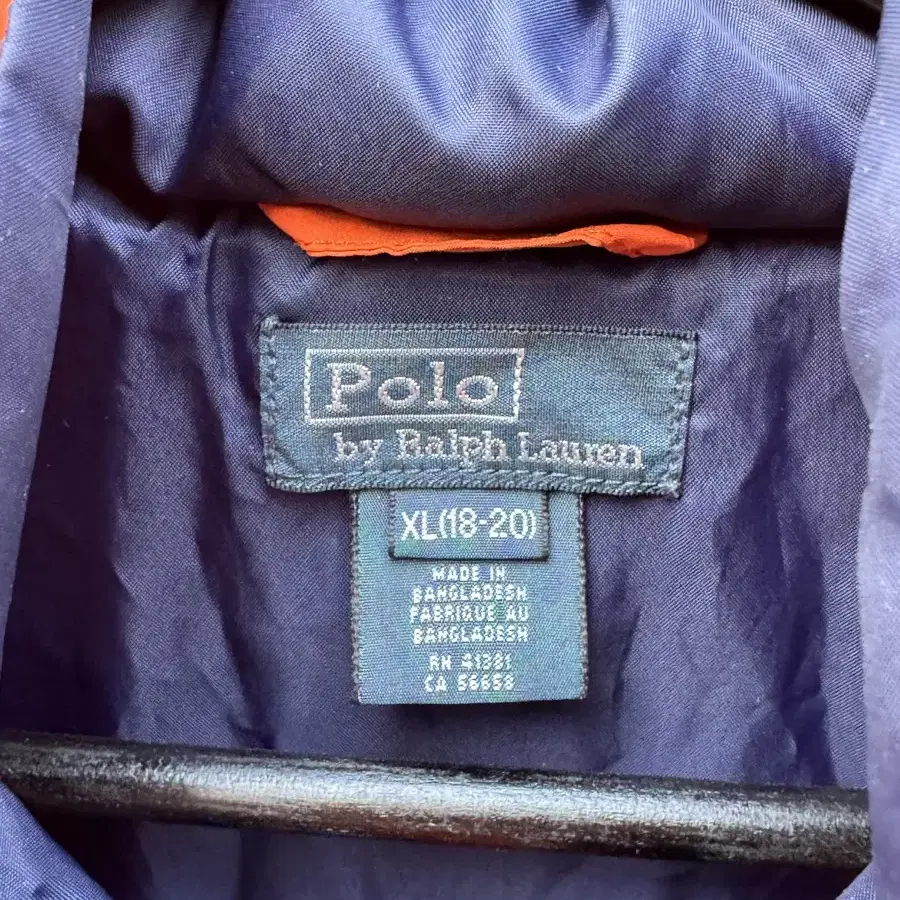 Polo
by Ralph Lauren
XL(18-20)
MADE IN
BANGLADESH
FABRIQUE AU
BANGLADESH
RN 41381
CA 56658